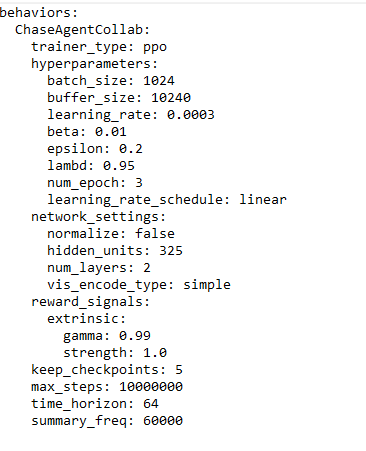 behaviors:
  ChaseAgentCollab:
    trainer_type: ppo
    hyperparameters:
      batch_size: 1024
      buffer_size: 10240
      learning_rate: 0.0003
      beta: 0.01
      epsilon: 0.2
      lambd: 0.95
      num_epoch: 3
      learning_rate_schedule: linear
    network_settings:
      normalize: false
      hidden_units: 325
      num_layers: 2
      vis_encode_type: simple
    reward_signals:
      extrinsic:
        gamma: 0.99
        strength: 1.0
    keep_checkpoints: 5
    max_steps: 10000000
    time_horizon: 64
    summary_freq: 60000